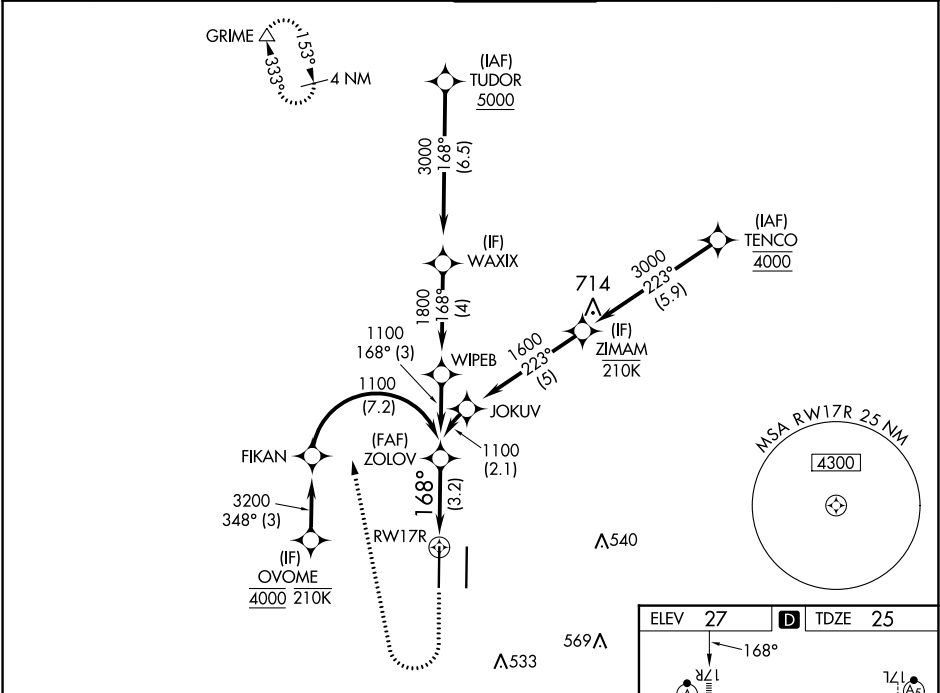 GRIME
153°
333°
4 NM
(IAF)
TUDOR
5000
3000
168°
(6.5)
(IAF)
TENCO
4000
3000
223°
(5.9)
(IF)
WAXIX
714
(IF)
ZIMAM
210K
1800
168°
(4)
1600
223°
(5)
1100
168° (3)
WIPEB
1100
(7.2)
JOKUV
(FAF)
ZOLOV
1100
(2.1)
FIKAN
168°
(3.2)
3200
348° (3)
RW17R
(IF)
OVOME
4000 210K
MSA RW17R 25 NM
4300
540
569
533
ELEV 27 D TDZE 25
168°
17R
17L
A5